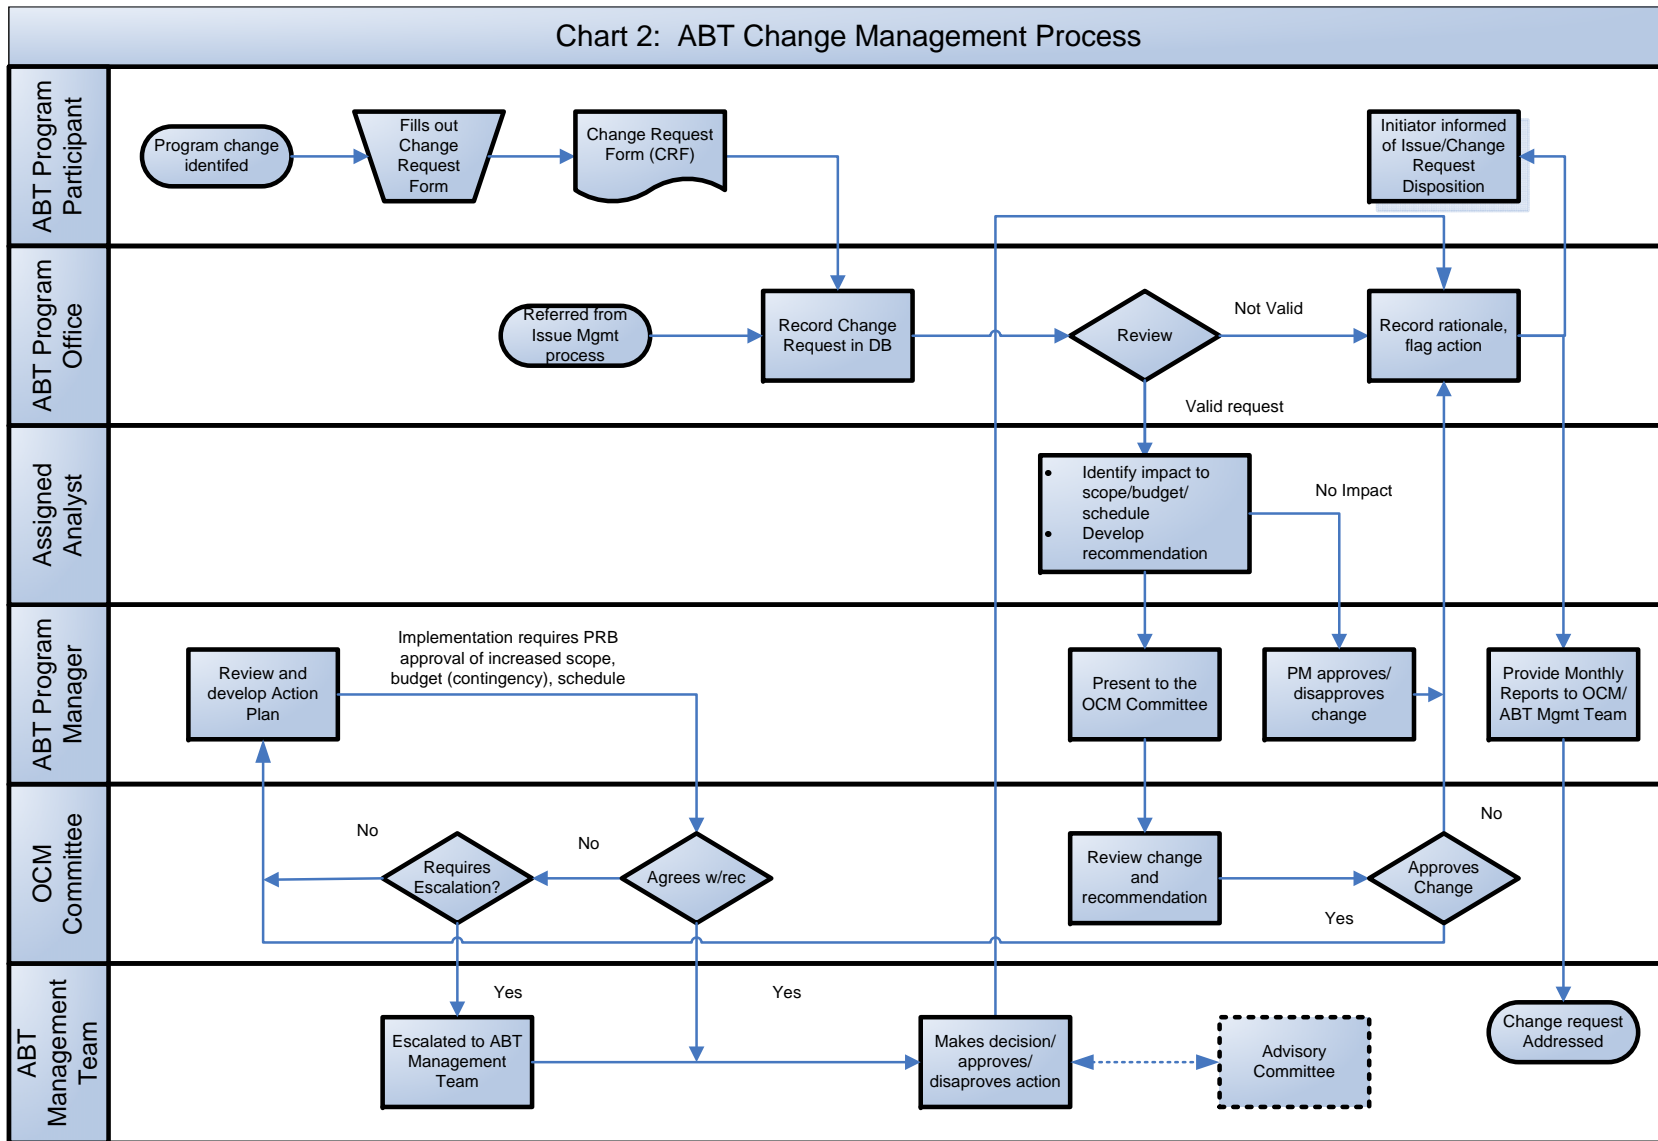 Chart 2:  ABT Change Management Process
ABT Program
Participant
Program change
identifed
Fills out
Change
Request
Form
Change Request
Form (CRF)
Initiator informed
of Issue/Change
Request
Disposition
ABT Program
Office
Referred from
Issue Mgmt
process
Record Change
Request in DB
Review
Not Valid
Record rationale,
flag action
Valid request
Assigned
Analyst
• Identify impact to
scope/budget/
schedule
• Develop
recommendation
No Impact
ABT Program
Manager
Review and
develop Action
Plan
Implementation requires PRB
approval of increased scope,
budget (contingency), schedule
Present to the
OCM Committee
PM approves/
disapproves
change
Provide Monthly
Reports to OCM/
ABT Mgmt Team
OCM
Committee
No
Requires
Escalation?
No
Agrees w/rec
Review change
and
recommendation
Approves
Change
No
Yes
ABT
Management
Team
Yes
Yes
Escalated to ABT
Management
Team
Makes decision/
approves/
disaproves action
Advisory
Committee
Change request
Addressed